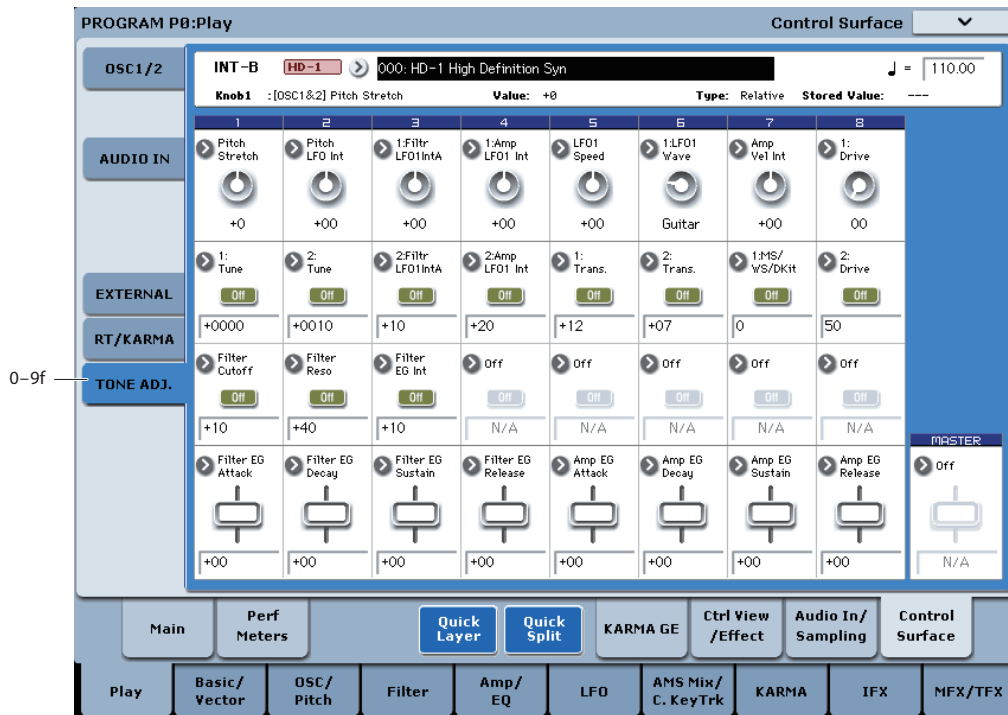 PROGRAM P0:Play
Control Surface
OSC1/2
AUDIO IN
EXTERNAL
RT/KARMA
0–9f
TONE ADJ.
INT-B HD-1 000: HD-1 High Definition Syn ♩ = 110.00
Knob1 :[OSC1&2] Pitch Stretch Value: +0 Type: Relative Stored Value: ---
1 2 3 4 5 6 7 8
Pitch Stretch
Pitch LFO Int
1:Filtr LFO1IntA
1:Amp LFO1 Int
LFO1 Speed
1:LFO1 Wave
Amp Vel Int
1: Drive
+0 +00 +00 +00 +00 Guitar +00 00
1: Tune
2: Tune
2:Filtr LFO1IntA
2:Amp LFO1 Int
1: Trans.
2: Trans.
1:MS/ WS/DKit
2: Drive
Off Off Off Off Off Off Off Off
+0000 +0010 +10 +20 +12 +07 0 50
Filter Cutoff
Filter Reso
Filter EG Int
Off Off Off Off Off
Off Off Off Off Off Off Off Off
+10 +40 +10 N/A N/A N/A N/A N/A
MASTER
Filter EG Attack
Filter EG Decay
Filter EG Sustain
Filter EG Release
Amp EG Attack
Amp EG Decay
Amp EG Sustain
Amp EG Release
Off
+00 +00 +00 +00 +00 +00 +00 +00 N/A
Main
Perf Meters
Quick Layer
Quick Split
KARMA GE
Ctrl View /Effect
Audio In/ Sampling
Control Surface
Play
Basic/ Vector
OSC/ Pitch
Filter
Amp/ EQ
LFO
AMS Mix/ C. KeyTrk
KARMA
IFX
MFX/TFX